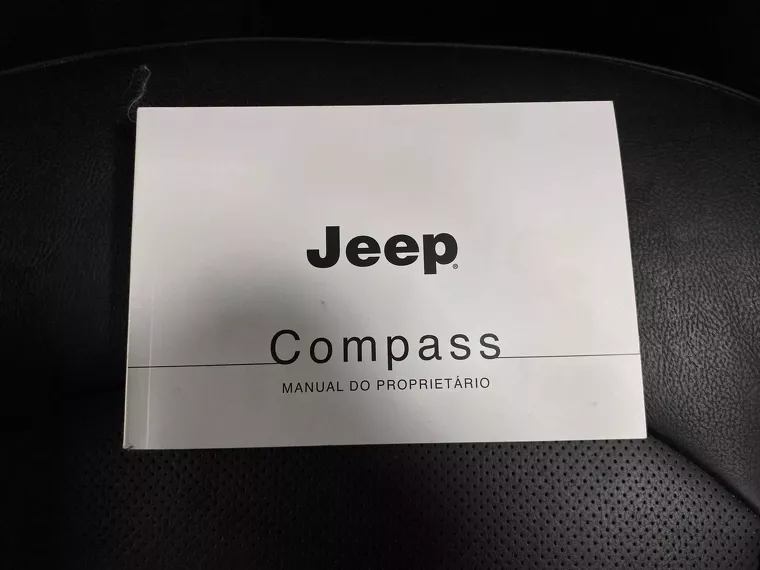 Jeep®
Compass
MANUAL DO PROPRIETÁRIO